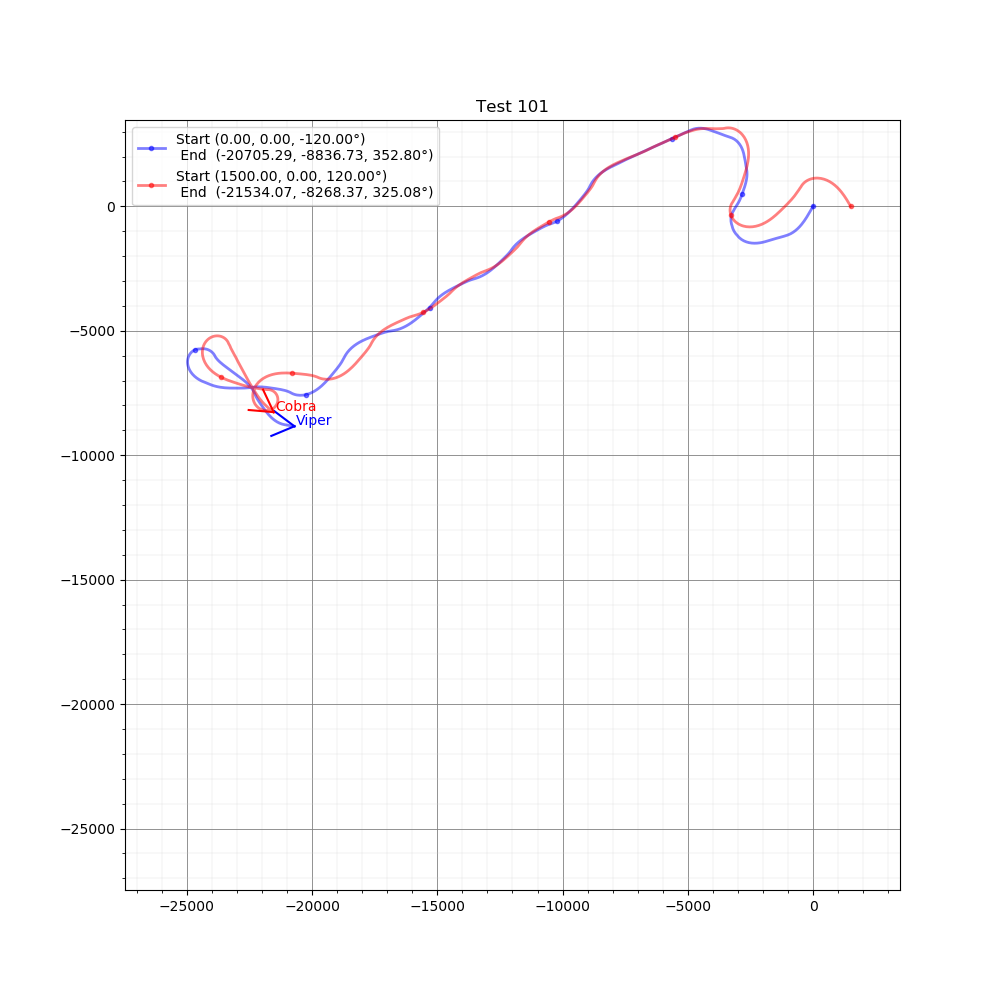 Test 101
Start (0.00, 0.00, -120.00°)
End  (-20705.29, -8836.73, 352.80°)
Start (1500.00, 0.00, 120.00°)
End  (-21534.07, -8268.37, 325.08°)
0
−5000
−10000
−15000
−20000
−25000
Cobra
Viper
−25000 −20000 −15000 −10000 −5000 0